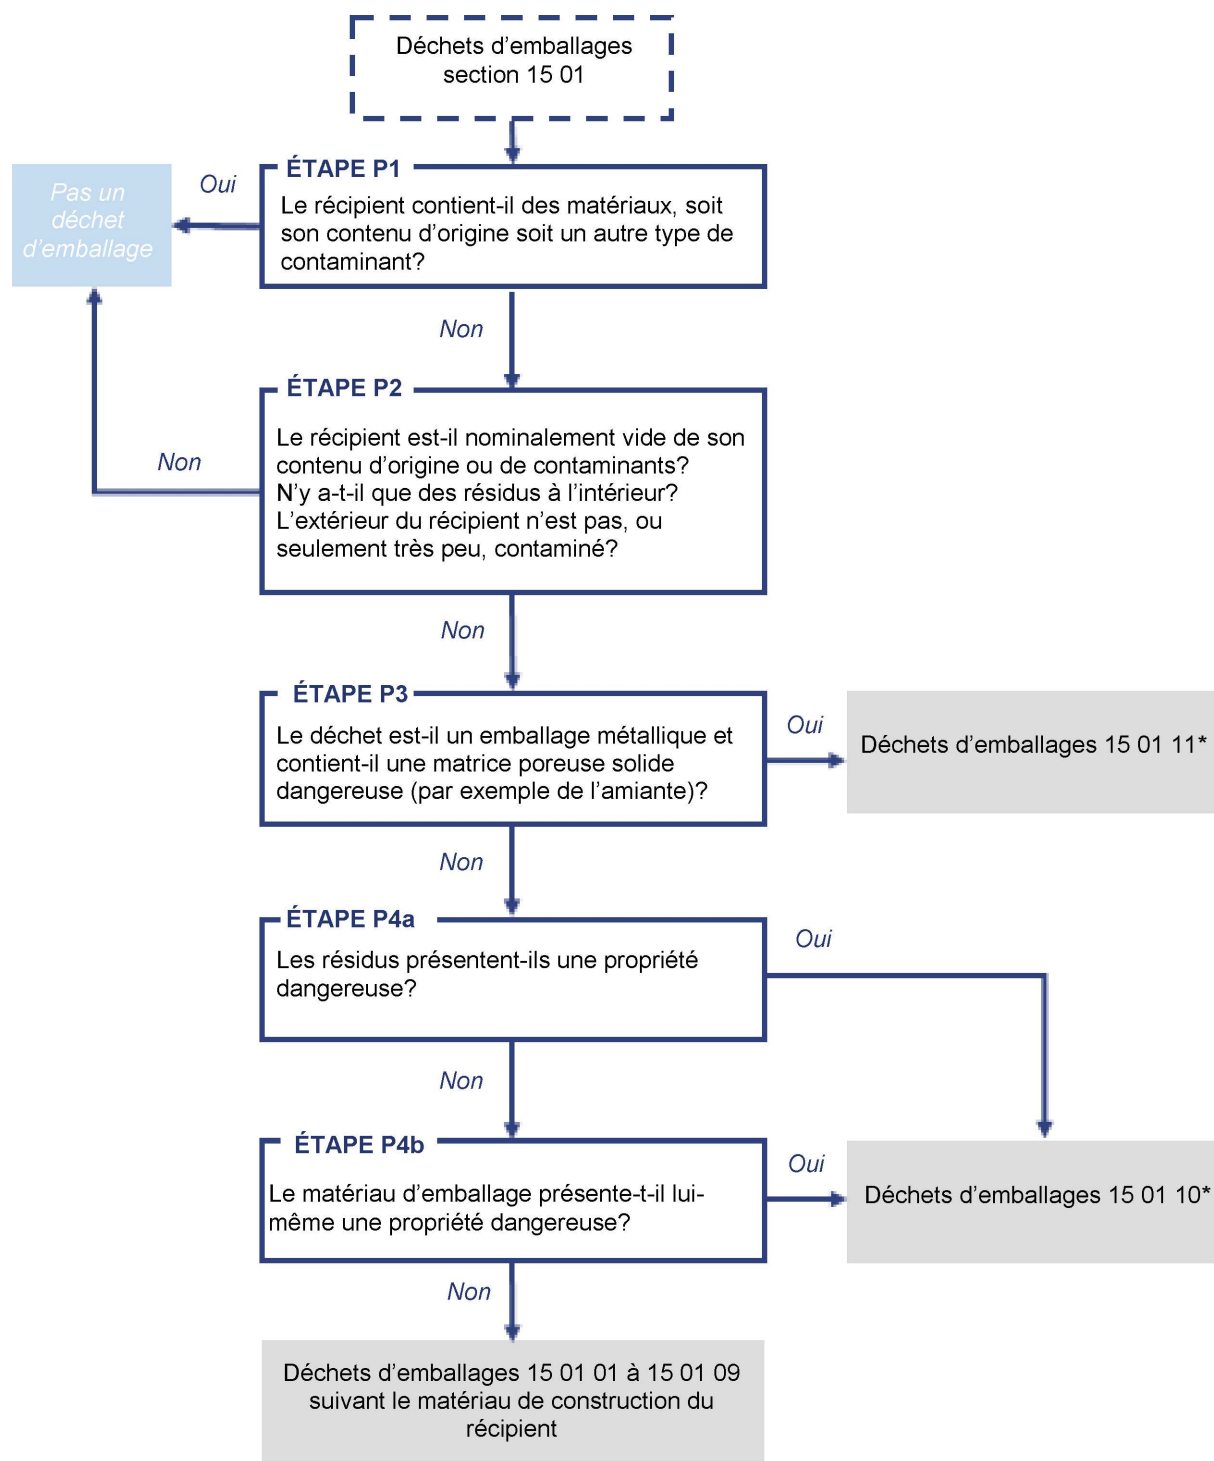 Déchets d’emballages
section 15 01
ÉTAPE P1
Oui
Pas un
déchet
d’emballage
Le récipient contient-il des matériaux, soit
son contenu d’origine soit un autre type de
contaminant?
Non
ÉTAPE P2
Non
Le récipient est-il nominalement vide de son
contenu d’origine ou de contaminants?
N’y a-t-il que des résidus à l’intérieur?
L’extérieur du récipient n’est pas, ou
seulement très peu, contaminé?
Non
ÉTAPE P3
Le déchet est-il un emballage métallique et
contient-il une matrice poreuse solide
dangereuse (par exemple de l’amiante)?
Oui
Déchets d’emballages 15 01 11*
Non
ÉTAPE P4a
Les résidus présentent-ils une propriété
dangereuse?
Oui
Non
ÉTAPE P4b
Le matériau d’emballage présente-t-il lui-
même une propriété dangereuse?
Oui
Déchets d’emballages 15 01 10*
Non
Déchets d’emballages 15 01 01 à 15 01 09
suivant le matériau de construction du
récipient